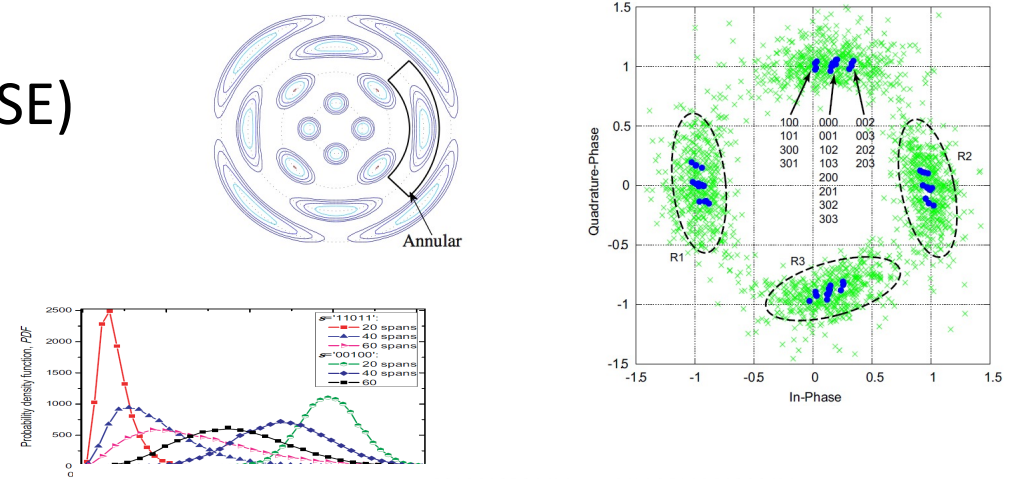 SE)
Annular
Probability density function, PDF
2500
2000
1500
1000
500
0
0
s='11011':
20 spans
40 spans
60 spans
s='00100':
20 spans
40 spans
60
Quadrature-Phase
1.5
1
0.5
0
-0.5
-1
-1.5
100 000 002
101 001 003
300 102 202
301 103 203
200
201
302
303
R2
R1
R3
-1.5 -1 -0.5 0 0.5 1 1.5
In-Phase